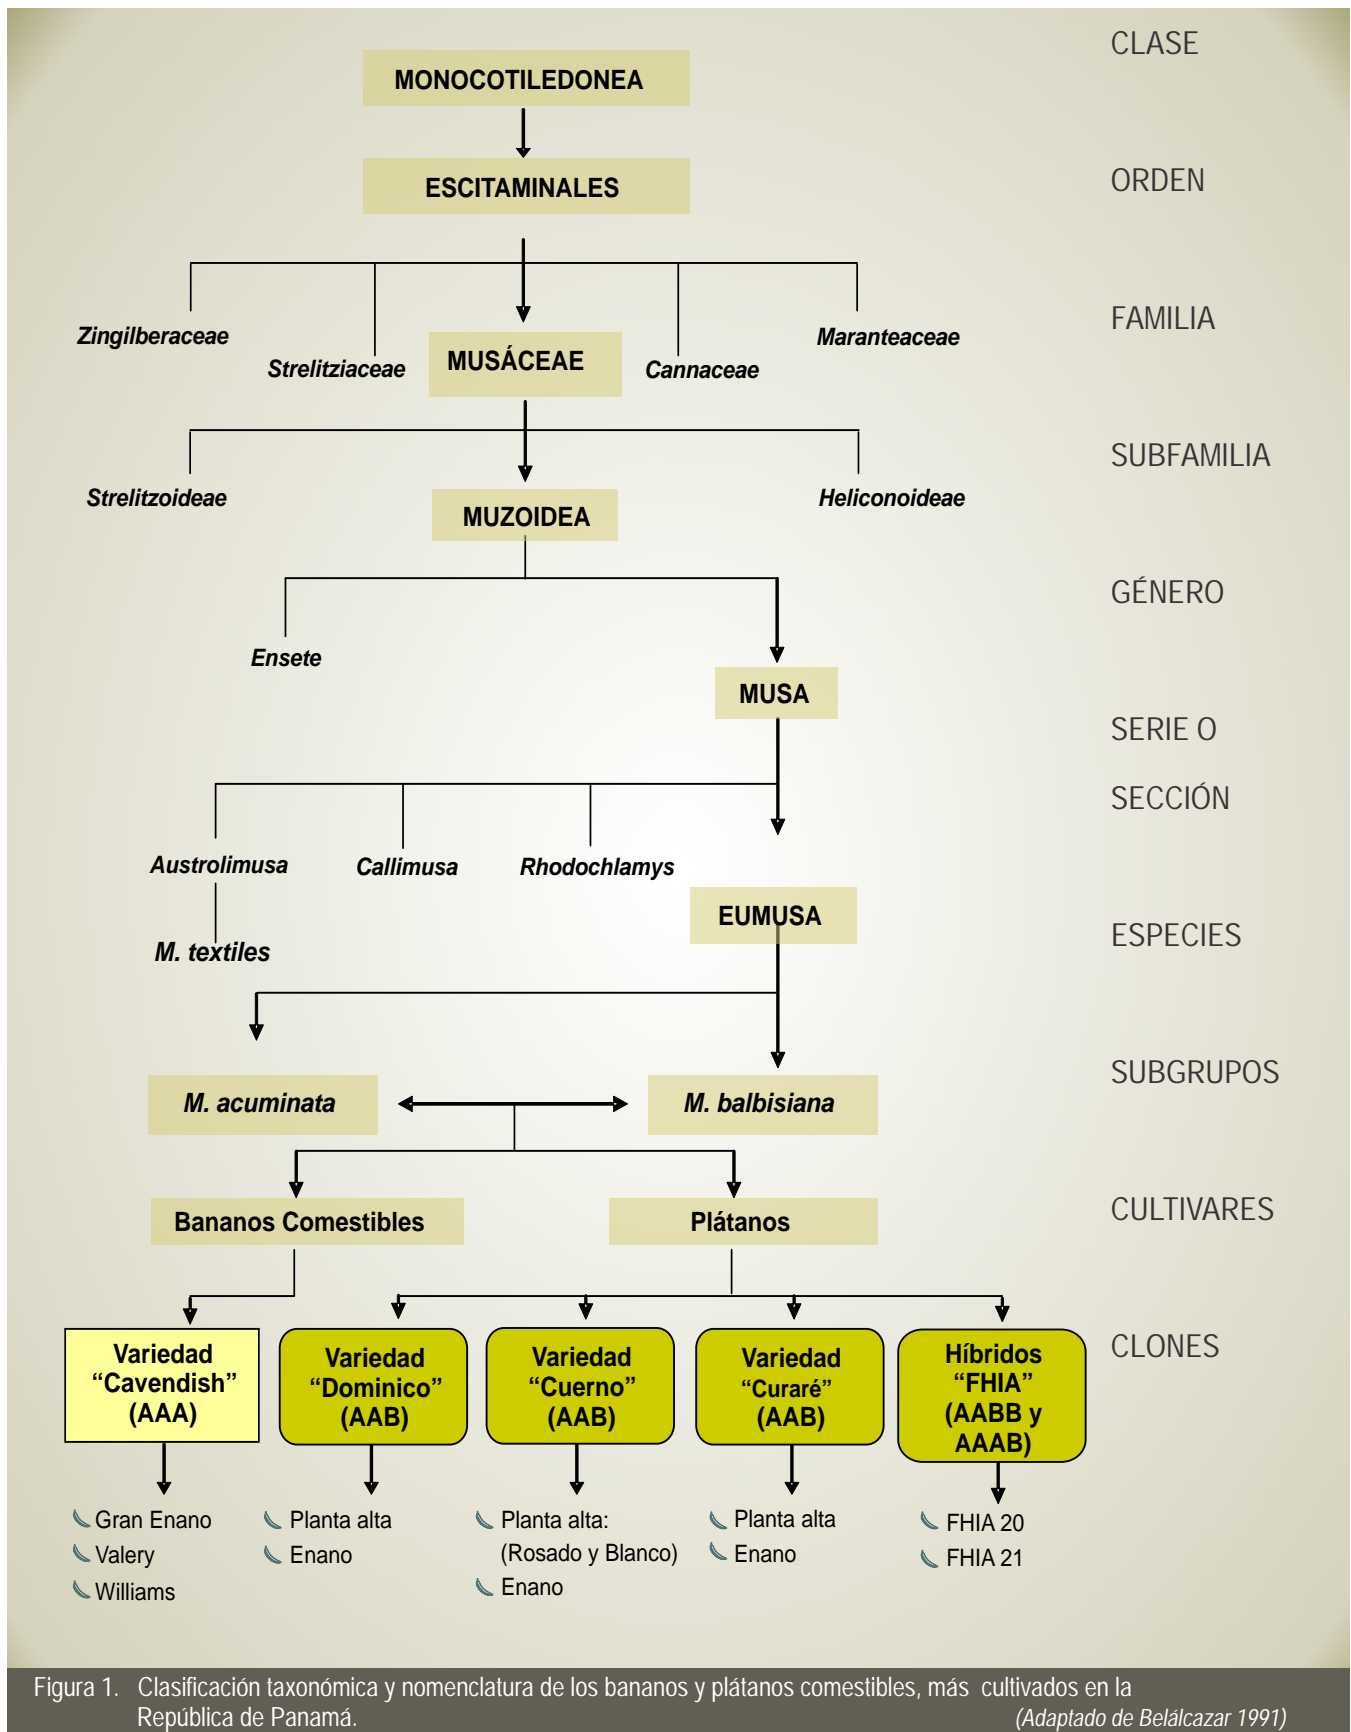 CLASE
MONOCOTILEDONEA
ORDEN
ESCITAMINALES
FAMILIA
Zingilberaceae
Strelitziaceae
MUSÁCEAE
Cannaceae
Maranteaceae
SUBFAMILIA
Strelitzoideae
MUZOIDEA
Heliconoideae
GÉNERO
Ensete
MUSA
SERIE O
SECCIÓN
Austrolimusa
Callimusa
Rhodochlamys
EUMUSA
ESPECIES
M. textiles
SUBGRUPOS
M. acuminata
M. balbisiana
CULTIVARES
Bananos Comestibles
Plátanos
CLONES
Variedad
“Cavendish”
(AAA)
Variedad
“Dominico”
(AAB)
Variedad
“Cuerno”
(AAB)
Variedad
“Curaré”
(AAB)
Híbridos
“FHIA”
(AABB y
AAAB)
Gran Enano
Valery
Williams
Planta alta
Enano
Planta alta:
(Rosado y Blanco)
Enano
Planta alta
Enano
FHIA 20
FHIA 21
Figura 1. Clasificación taxonómica y nomenclatura de los bananos y plátanos comestibles, más cultivados en la
República de Panamá. (Adaptado de Belálcazar 1991)